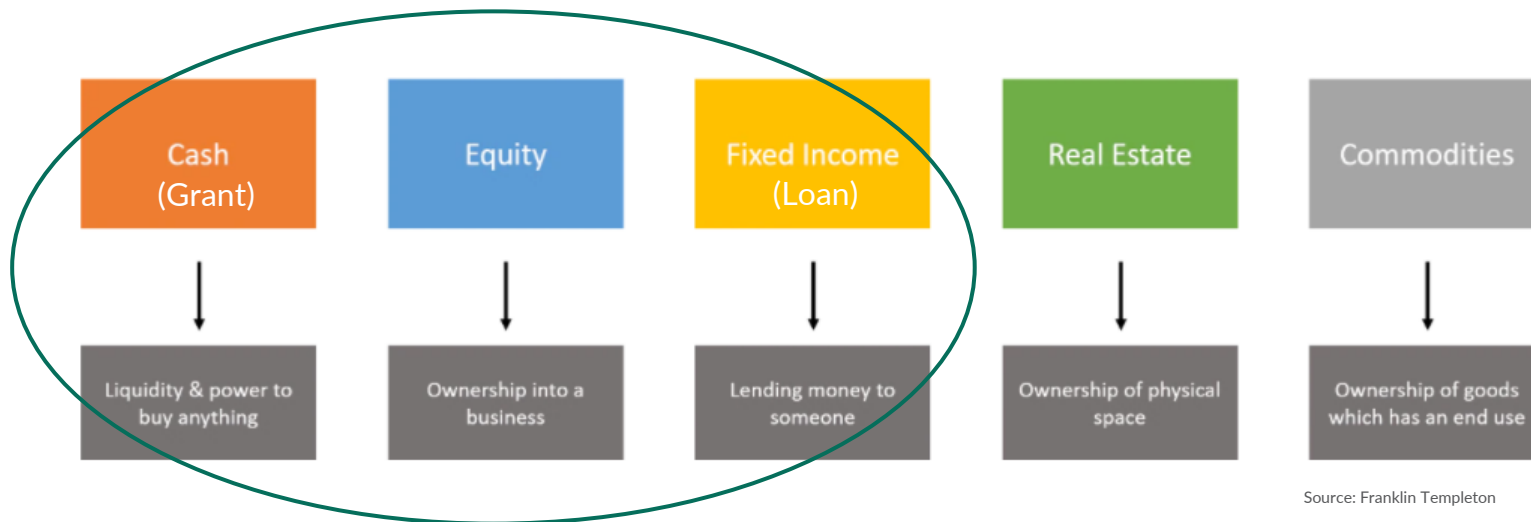 Cash
(Grant)
Equity
Fixed Income
(Loan)
Real Estate
Commodities
Liquidity & power to
buy anything
Ownership into a
business
Lending money to
someone
Ownership of physical
space
Ownership of goods
which has an end use
Source: Franklin Templeton